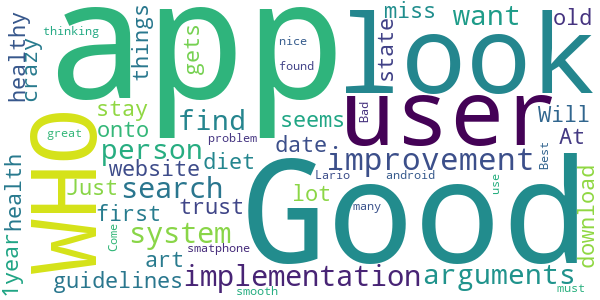 app
look
Good
user
WHO
miss
want
old
state
things
gets
nice
found
thinking
healthy
crazy
stay
onto
find
seems
Bad
Will
At
great
person
problem
date
improvement
Best
website
diet
health
Just
search
Lario
android
lot
use
download
first
trust
many
1year
Come
system
smatphone
art
guidelines
implementation
arguments
smooth
must